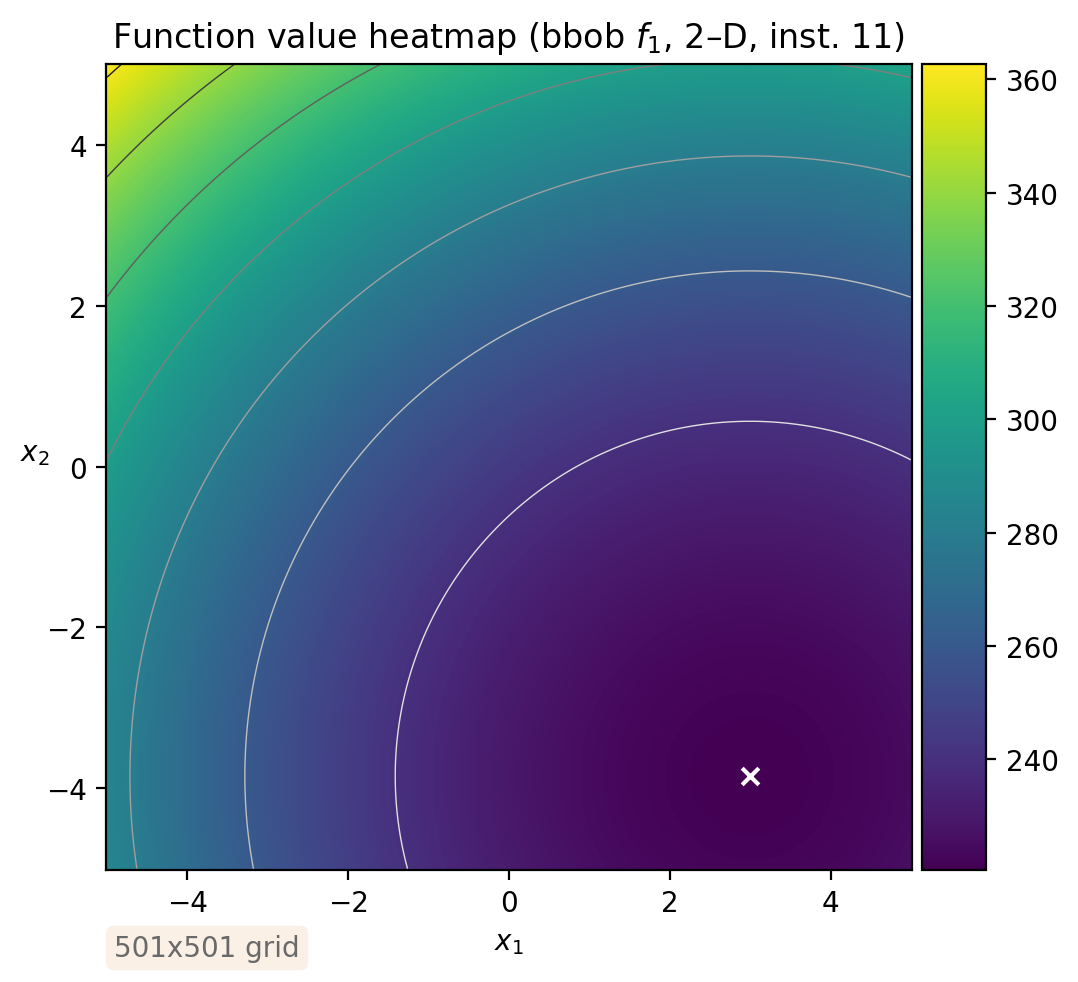 Function value heatmap (bbob f₁, 2–D, inst. 11)
360
340
320
300
280
260
240
4
2
0
−2
−4
x₂
−4 −2 0 2 4
x₁
501x501 grid